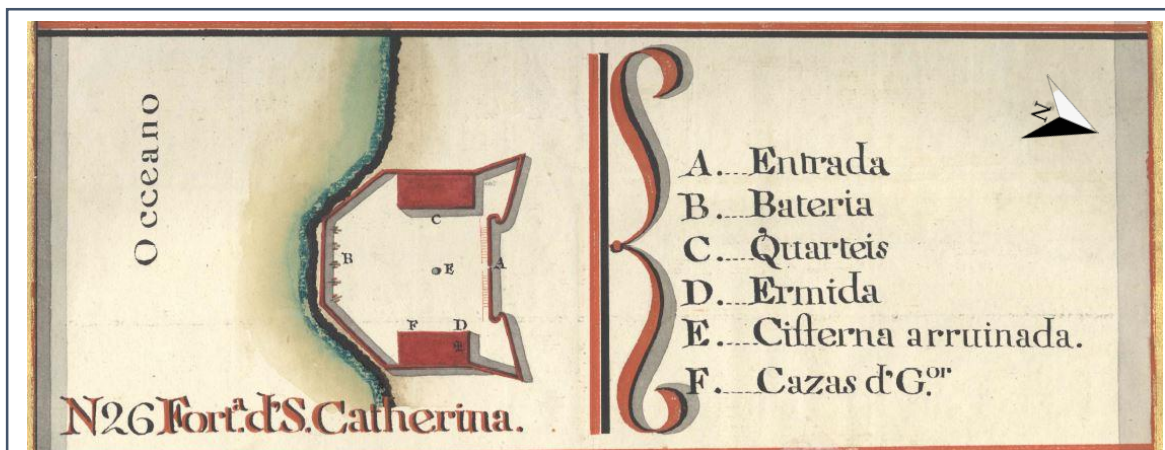 Occeano
N
A....Entrada
B....Bateria
C....Quarteis
D....Ermida
E....Ciſterna arruinada.
F....Cazas d'G.ᵒʳ
C
B
E
A
F
D
N26 Fort.ª d'S. Catherina.